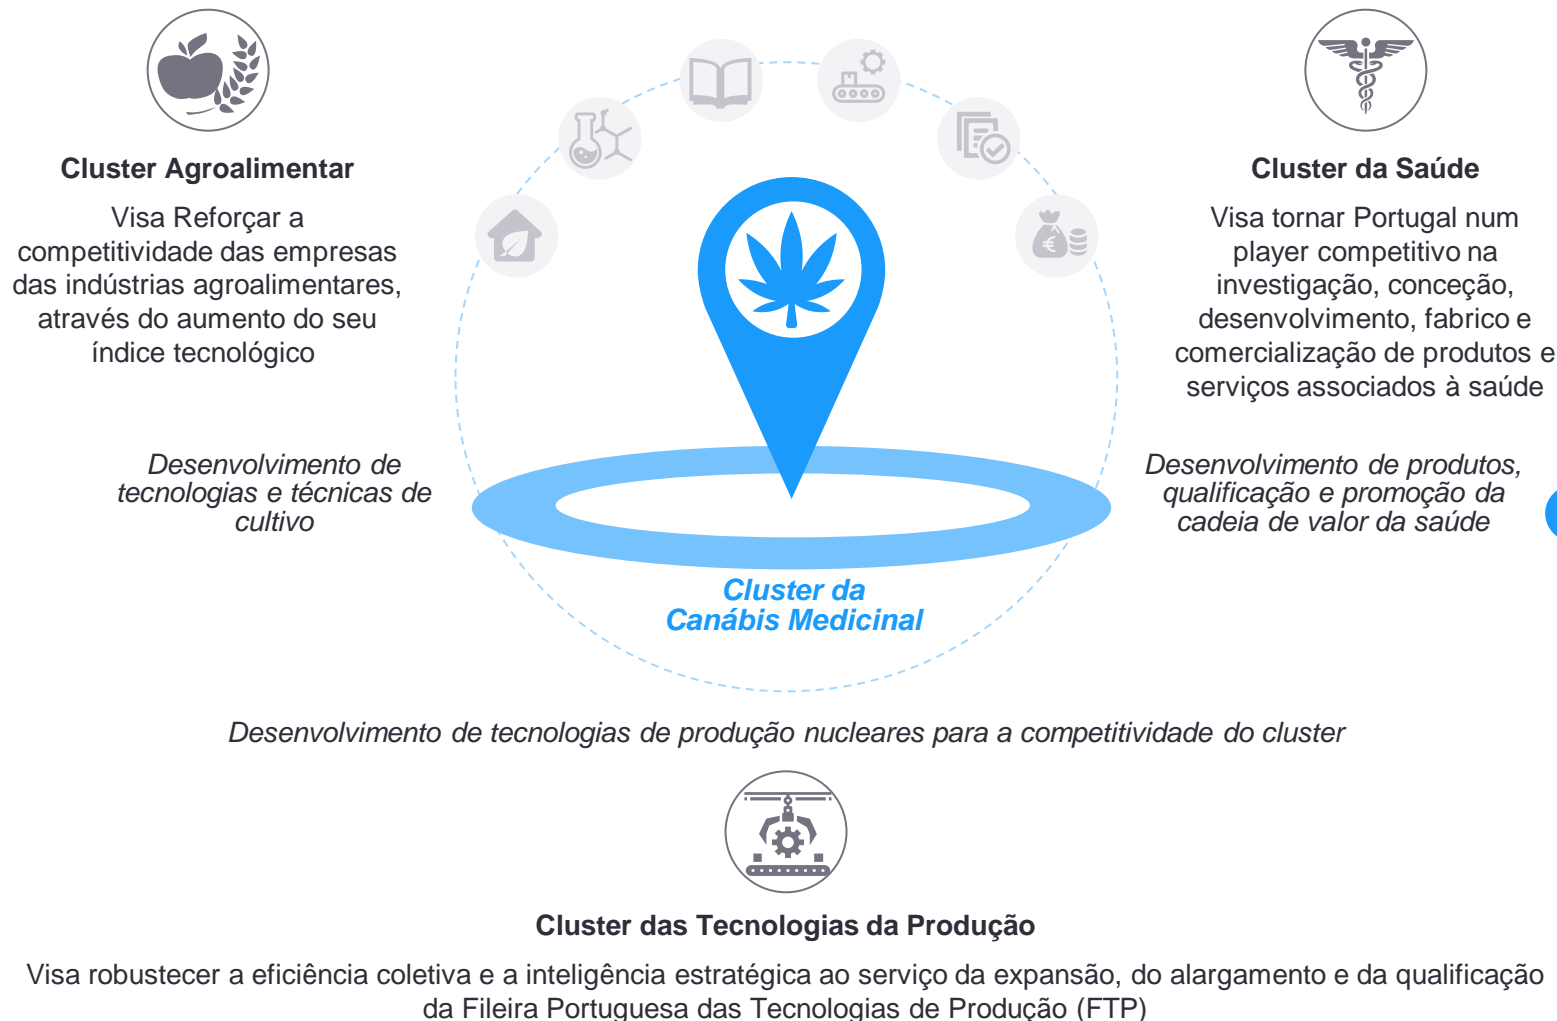 Cluster Agroalimentar
Visa Reforçar a
competitividade das empresas
das indústrias agroalimentares,
através do aumento do seu
índice tecnológico
Desenvolvimento de
tecnologias e técnicas de
cultivo
Cluster da Saúde
Visa tornar Portugal num
player competitivo na
investigação, conceção,
desenvolvimento, fabrico e
comercialização de produtos e
serviços associados à saúde
Desenvolvimento de produtos,
qualificação e promoção da
cadeia de valor da saúde
€
Cluster da
Canábis Medicinal
Desenvolvimento de tecnologias de produção nucleares para a competitividade do cluster
Cluster das Tecnologias da Produção
Visa robustecer a eficiência coletiva e a inteligência estratégica ao serviço da expansão, do alargamento e da qualificação
da Fileira Portuguesa das Tecnologias de Produção (FTP)